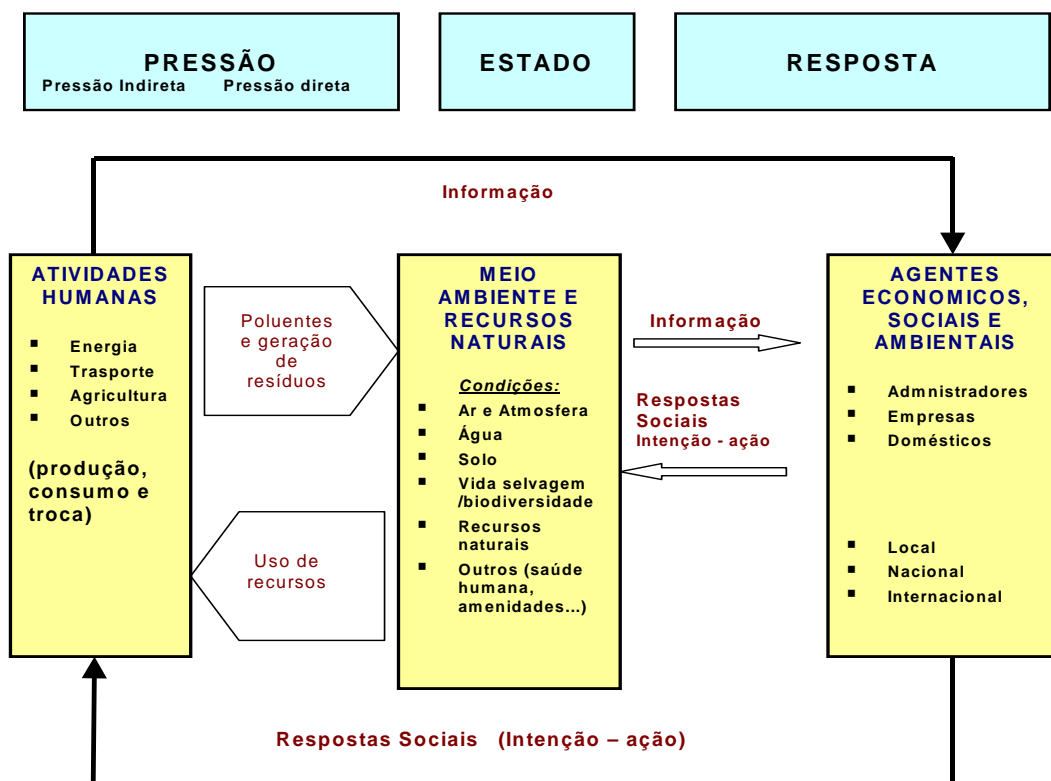 PRESSÃO
Pressão Indireta Pressão direta
ESTADO
RESPOSTA
Informação
ATIVIDADES
HUMANAS
▪ Energia
▪ Trasporte
▪ Agricultura
▪ Outros
(produção,
consumo e
troca)
Poluentes
e geração
de
resíduos
Uso de
recursos
MEIO
AMBIENTE E
RECURSOS
NATURAIS
Condições:
▪ Ar e Atmosfera
▪ Água
▪ Solo
▪ Vida selvagem
/biodiversidade
▪ Recursos
naturais
▪ Outros (saúde
humana,
amenidades...)
Informação
Respostas
Sociais
Intenção - ação
AGENTES
ECONOMICOS,
SOCIAIS E
AMBIENTAIS
▪ Admnistradores
▪ Empresas
▪ Domésticos
▪ Local
▪ Nacional
▪ Internacional
Respostas Sociais (Intenção – ação)